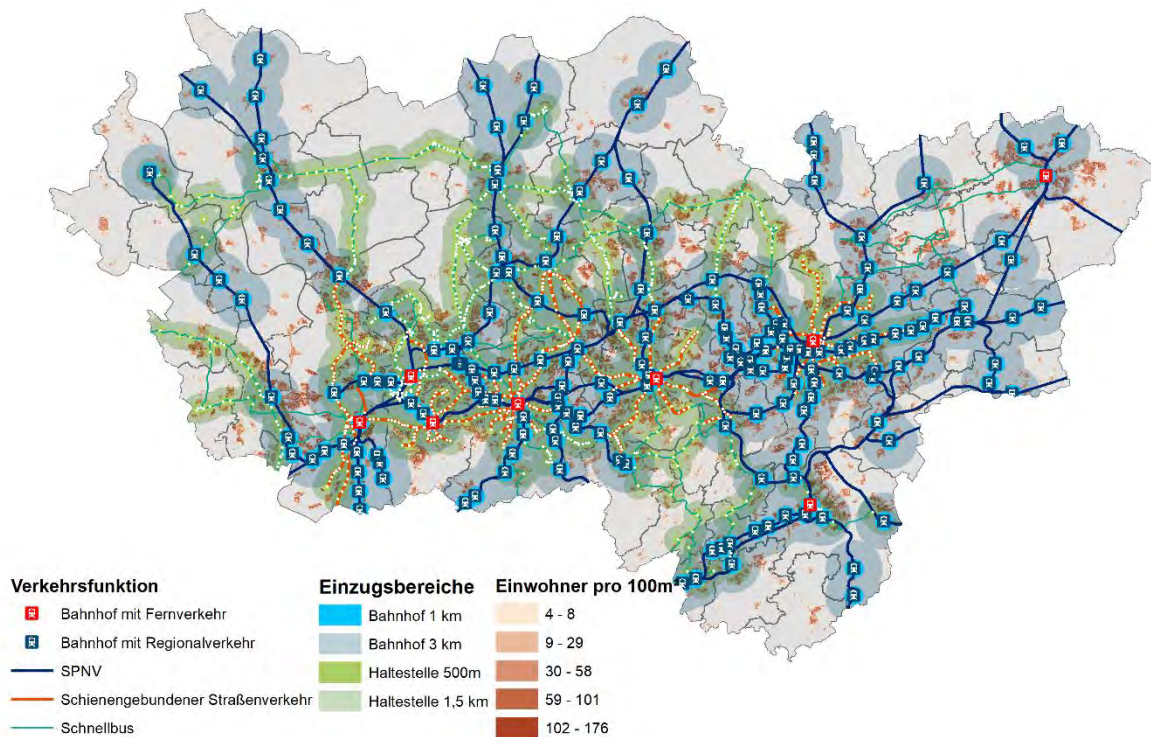 Verkehrsfunktion
Bahnhof mit Fernverkehr
Bahnhof mit Regionalverkehr
SPNV
Schienengebundener Straßenverkehr
Schnellbus
Einzugsbereiche
Bahnhof 1 km
Bahnhof 3 km
Haltestelle 500m
Haltestelle 1,5 km
Einwohner pro 100m
4 - 8
9 - 29
30 - 58
59 - 101
102 - 176